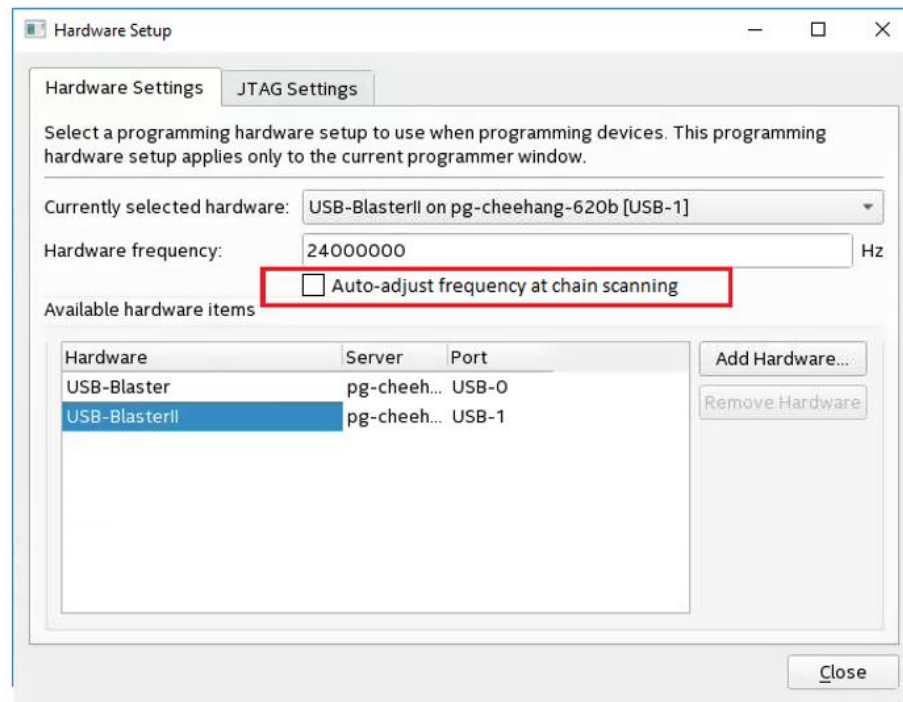 Hardware Setup
Hardware Settings
JTAG Settings
Select a programming hardware setup to use when programming devices. This programming
hardware setup applies only to the current programmer window.
Currently selected hardware: USB-BlasterII on pg-cheehang-620b [USB-1]
Hardware frequency: 24000000 Hz
Auto-adjust frequency at chain scanning
Available hardware items
Hardware Server Port
USB-Blaster pg-cheeh... USB-0
USB-BlasterII pg-cheeh... USB-1
Add Hardware...
Remove Hardware
Close